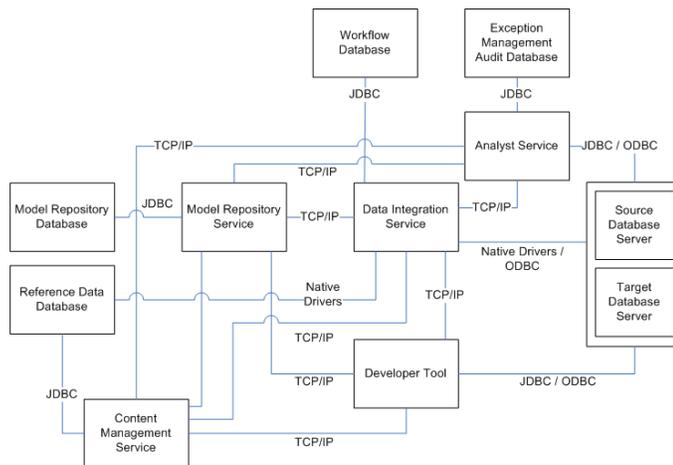 Workflow
Database
Exception
Management
Audit Database
JDBC
JDBC
TCP/IP
Analyst Service
JDBC / ODBC
TCP/IP
Model Repository
Database
JDBC
Model Repository
Service
TCP/IP
Data Integration
Service
TCP/IP
Source
Database
Server
Native Drivers /
ODBC
Reference Data
Database
Native
Drivers
TCP/IP
Target
Database
Server
TCP/IP
Developer Tool
TCP/IP
JDBC / ODBC
JDBC
Content
Management
Service
TCP/IP